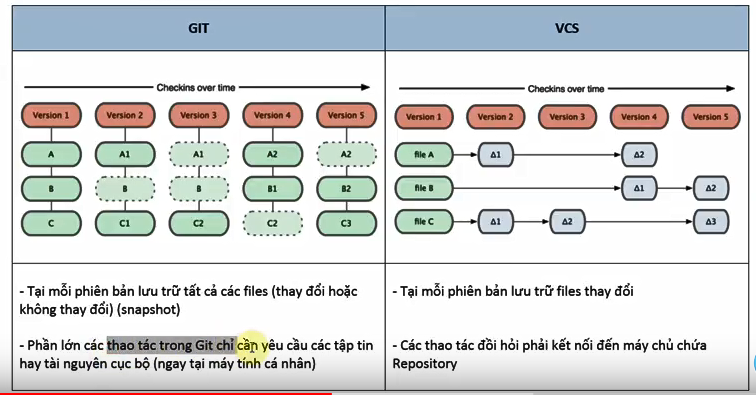 GIT
VCS
Checkins over time
Version 1 Version 2 Version 3 Version 4 Version 5
A A1 A1 A2 A2
B B B B1 B2
C C1 C2 C2 C3
Checkins over time
Version 1 Version 2 Version 3 Version 4 Version 5
file A Δ1 Δ2
file B Δ1 Δ2
file C Δ1 Δ2 Δ3
- Tại mỗi phiên bản lưu trữ tất cả các files (thay đổi hoặc
không thay đổi) (snapshot)
- Phần lớn các thao tác trong Git chỉ cần yêu cầu các tập tin
hay tài nguyên cục bộ (ngay tại máy tính cá nhân)
- Tại mỗi phiên bản lưu trữ files thay đổi
- Các thao tác đồi hỏi phải kết nối đến máy chủ chứa
Repository